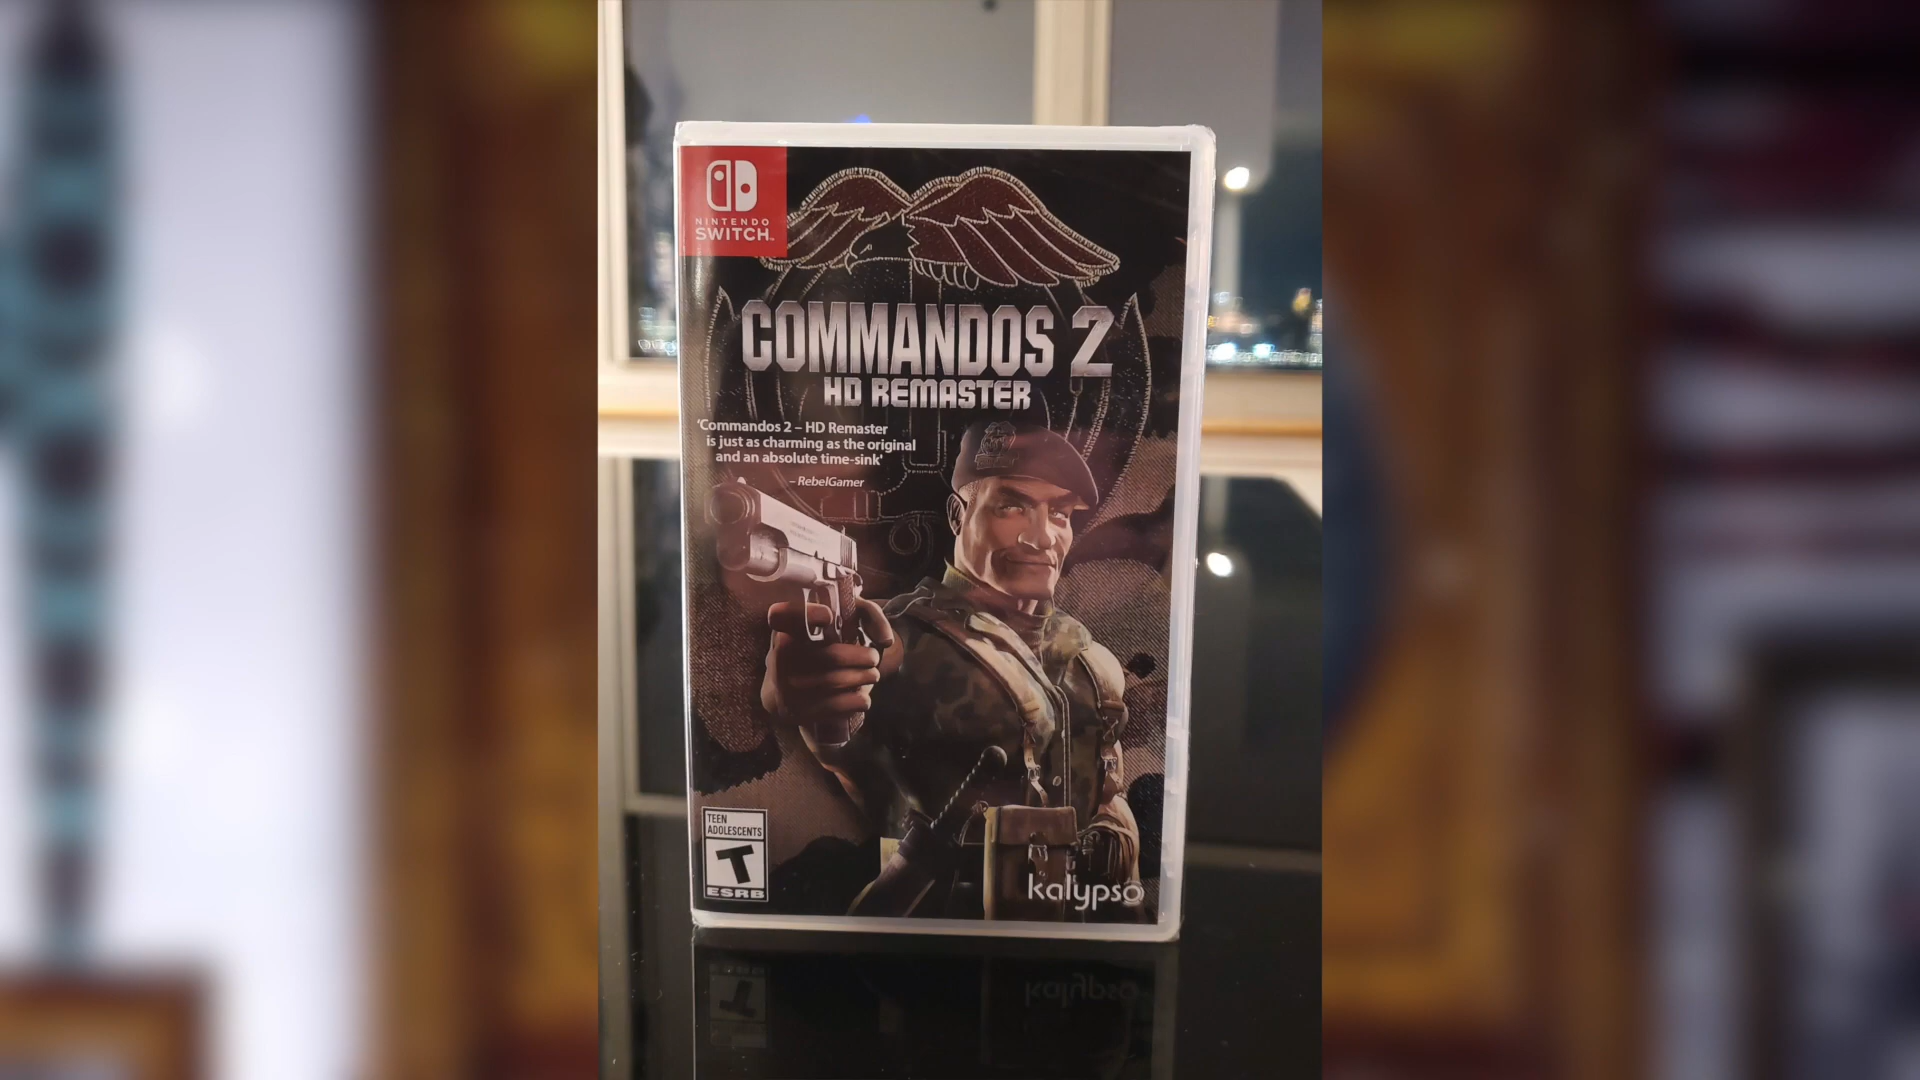 NINTENDO
SWITCH™
COMMANDOS 2
HD REMASTER
'Commandos 2 – HD Remaster
is just as charming as the original
and an absolute time-sink'
– RebelGamer
TEEN
ADOLESCENTS
T
ESRB
kalypso